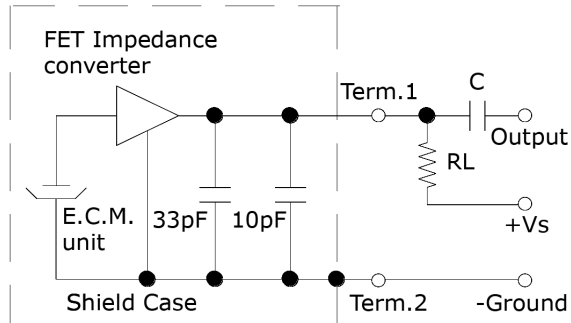 FET Impedance
converter
Term.1
C
Output
RL
+Vs
E.C.M.
unit
33pF
10pF
Shield Case
Term.2
-Ground